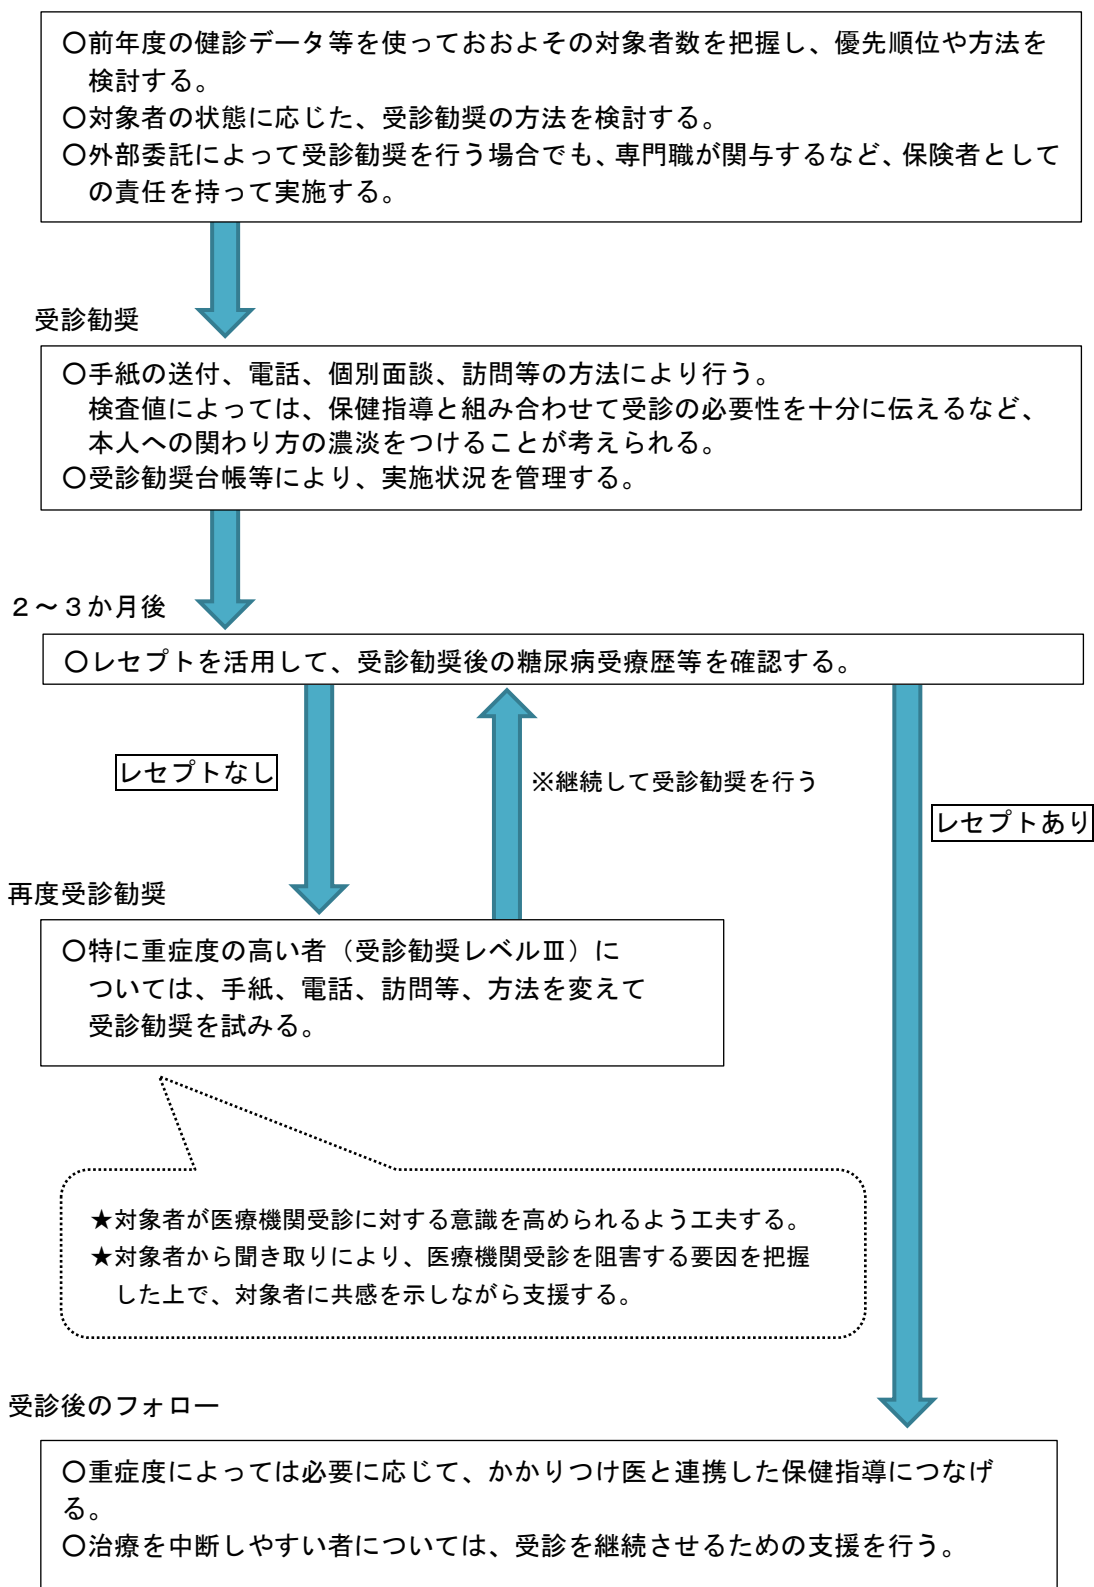 〇前年度の健診データ等を使っておおよその対象者数を把握し、優先順位や方法を
検討する。
〇対象者の状態に応じた、受診勧奨の方法を検討する。
〇外部委託によって受診勧奨を行う場合でも、専門職が関与するなど、保険者として
の責任を持って実施する。
受診勧奨
〇手紙の送付、電話、個別面談、訪問等の方法により行う。
検査値によっては、保健指導と組み合わせて受診の必要性を十分に伝えるなど、
本人への関わり方の濃淡をつけることが考えられる。
〇受診勧奨台帳等により、実施状況を管理する。
２～３か月後
〇レセプトを活用して、受診勧奨後の糖尿病受療歴等を確認する。
レセプトなし
※継続して受診勧奨を行う
レセプトあり
再度受診勧奨
〇特に重症度の高い者（受診勧奨レベルⅢ）に
ついては、手紙、電話、訪問等、方法を変えて
受診勧奨を試みる。
★対象者が医療機関受診に対する意識を高められるよう工夫する。
★対象者から聞き取りにより、医療機関受診を阻害する要因を把握
した上で、対象者に共感を示しながら支援する。
受診後のフォロー
〇重症度によっては必要に応じて、かかりつけ医と連携した保健指導につなげ
る。
〇治療を中断しやすい者については、受診を継続させるための支援を行う。